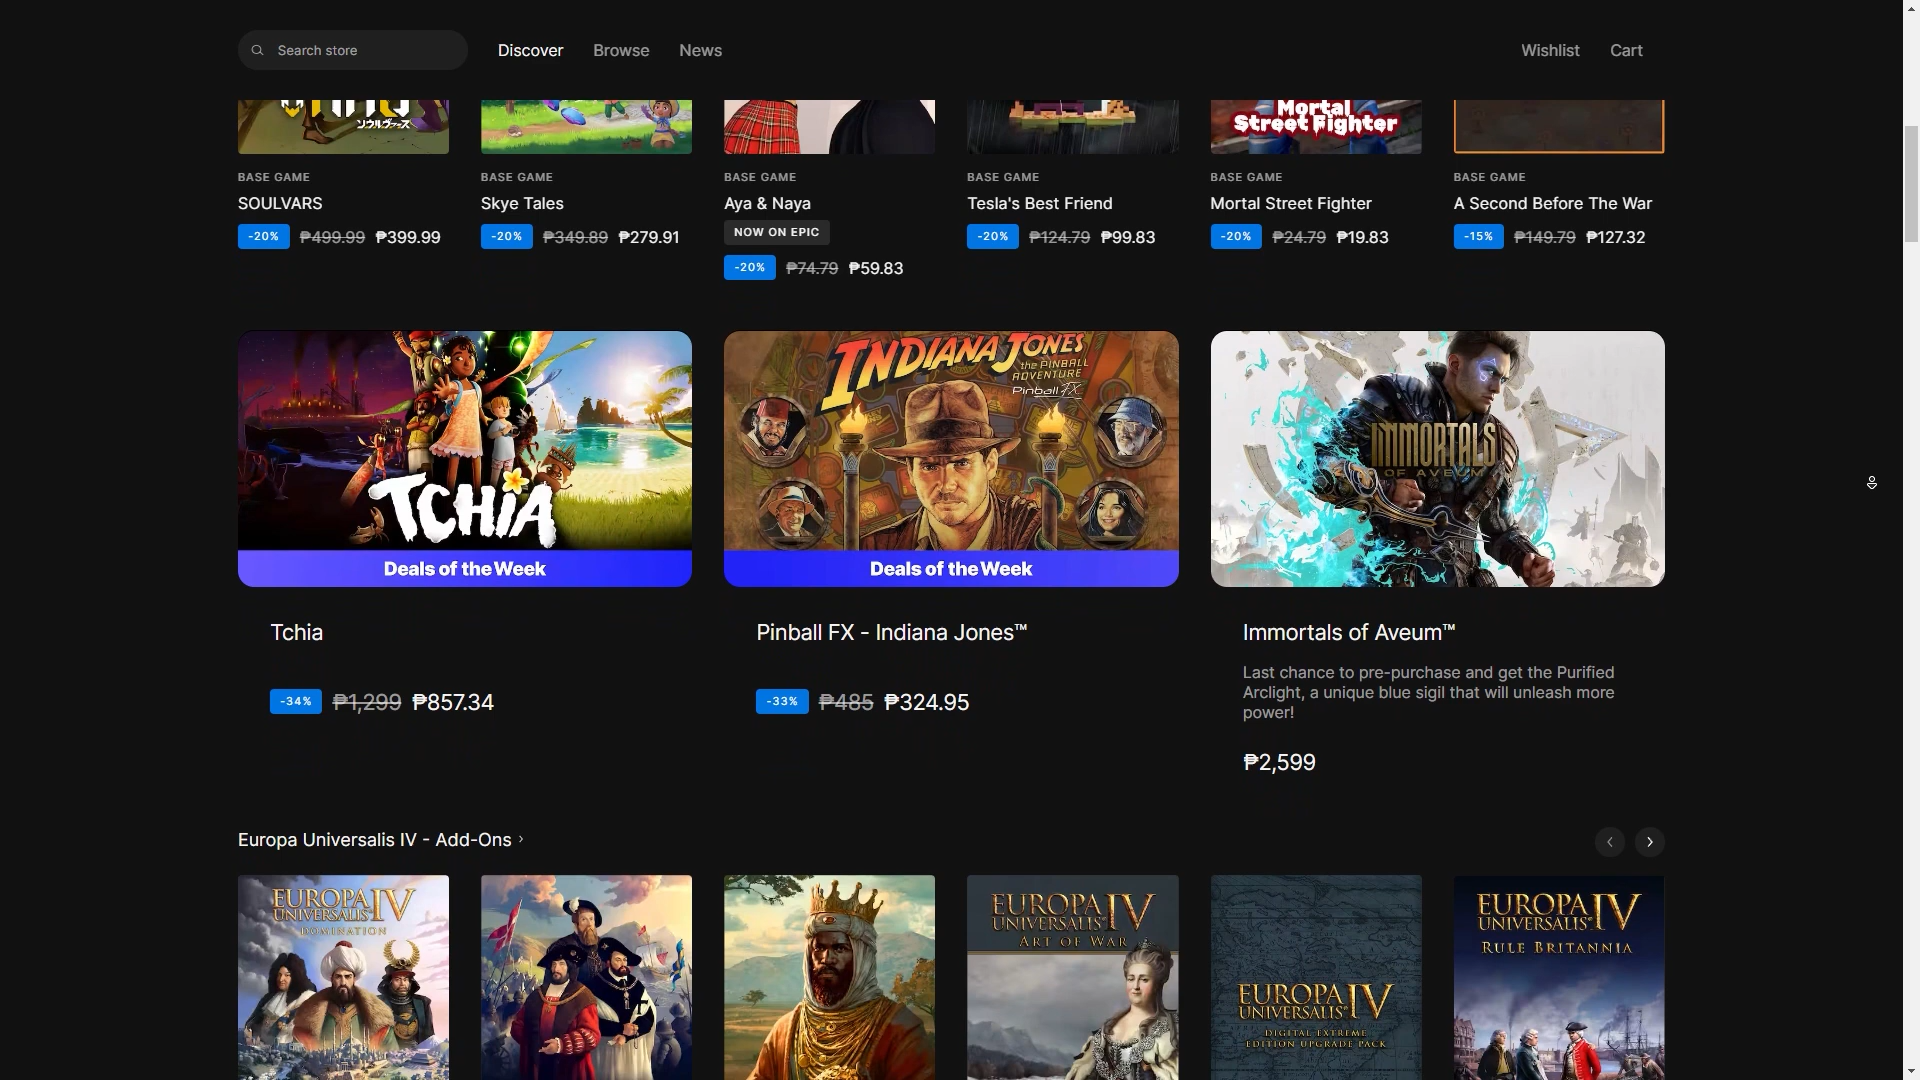 Search store
Discover
Browse
News
Wishlist
Cart
ソウルヴァース
Mortal
Street Fighter
BASE GAME
SOULVARS
-20% ₱499.99 ₱399.99
BASE GAME
Skye Tales
-20% ₱349.89 ₱279.91
BASE GAME
Aya & Naya
NOW ON EPIC
-20% ₱74.79 ₱59.83
BASE GAME
Tesla's Best Friend
-20% ₱124.79 ₱99.83
BASE GAME
Mortal Street Fighter
-20% ₱24.79 ₱19.83
BASE GAME
A Second Before The War
-15% ₱149.79 ₱127.32
TCHIA
Deals of the Week
Tchia
-34% ₱1,299 ₱857.34
INDIANA JONES
the PINBALL
ADVENTURE
Pinball FX
Deals of the Week
Pinball FX - Indiana Jones™
-33% ₱485 ₱324.95
IMMORTALS
OF AVEUM
Immortals of Aveum™
Last chance to pre-purchase and get the Purified
Arclight, a unique blue sigil that will unleash more
power!
₱2,599
Europa Universalis IV - Add-Ons
EUROPA
UNIVERSALIS IV
DOMINATION
EUROPA
UNIVERSALIS IV
ART OF WAR
EUROPA
UNIVERSALIS IV
DIGITAL EXTREME
EDITION UPGRADE PACK
EUROPA
UNIVERSALIS IV
RULE BRITANNIA